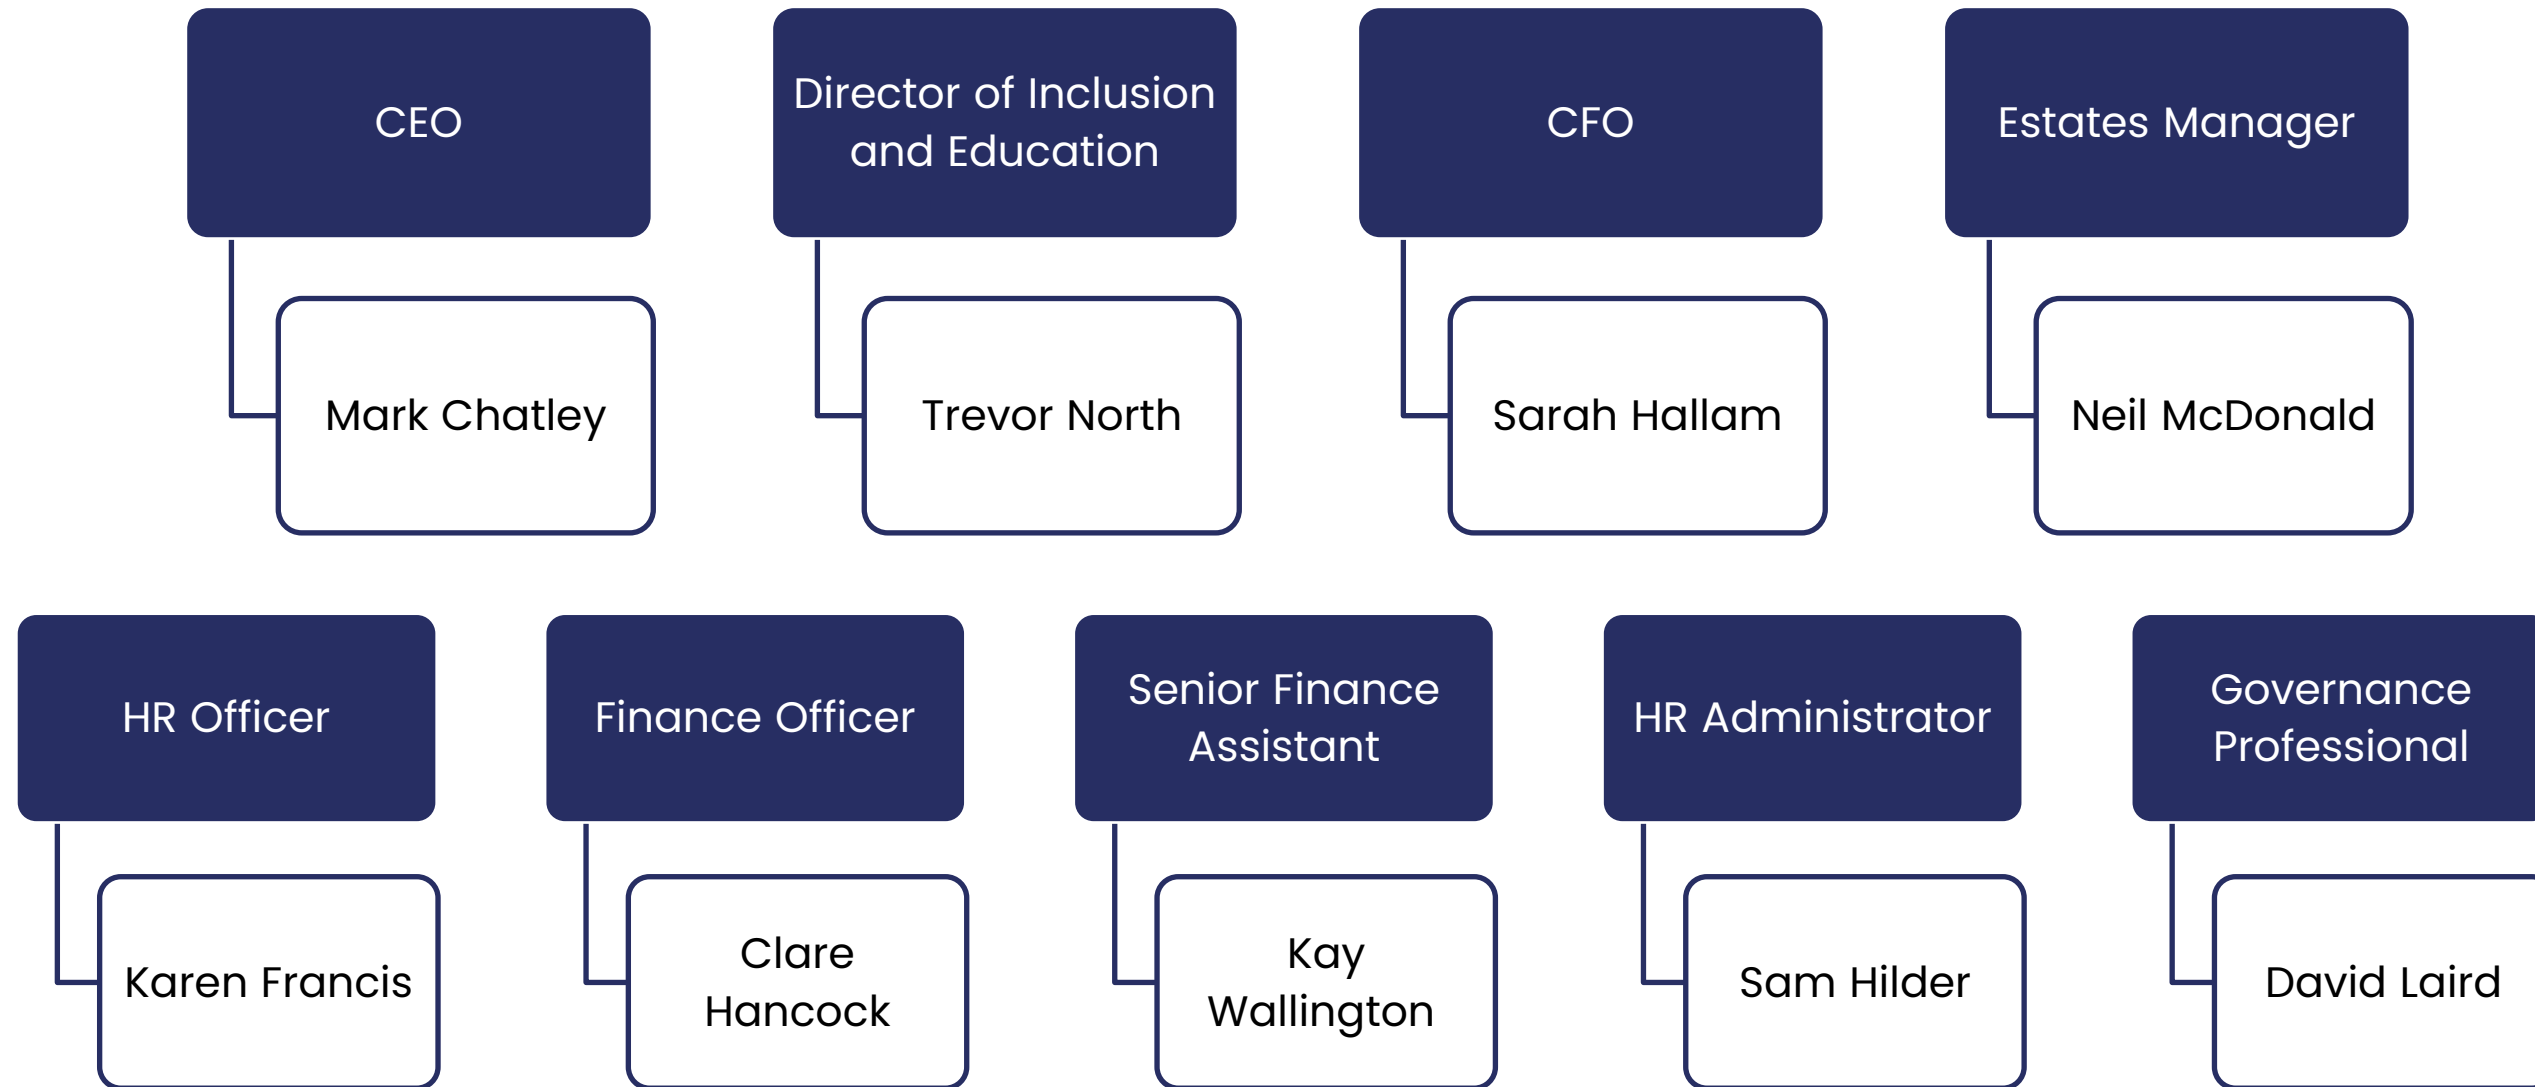 CEO
Director of Inclusion
and Education
CFO
Estates Manager
Mark Chatley
Trevor North
Sarah Hallam
Neil McDonald
HR Officer
Finance Officer
Senior Finance
Assistant
HR Administrator
Governance
Professional
Karen Francis
Clare
Hancock
Kay
Wallington
Sam Hilder
David Laird